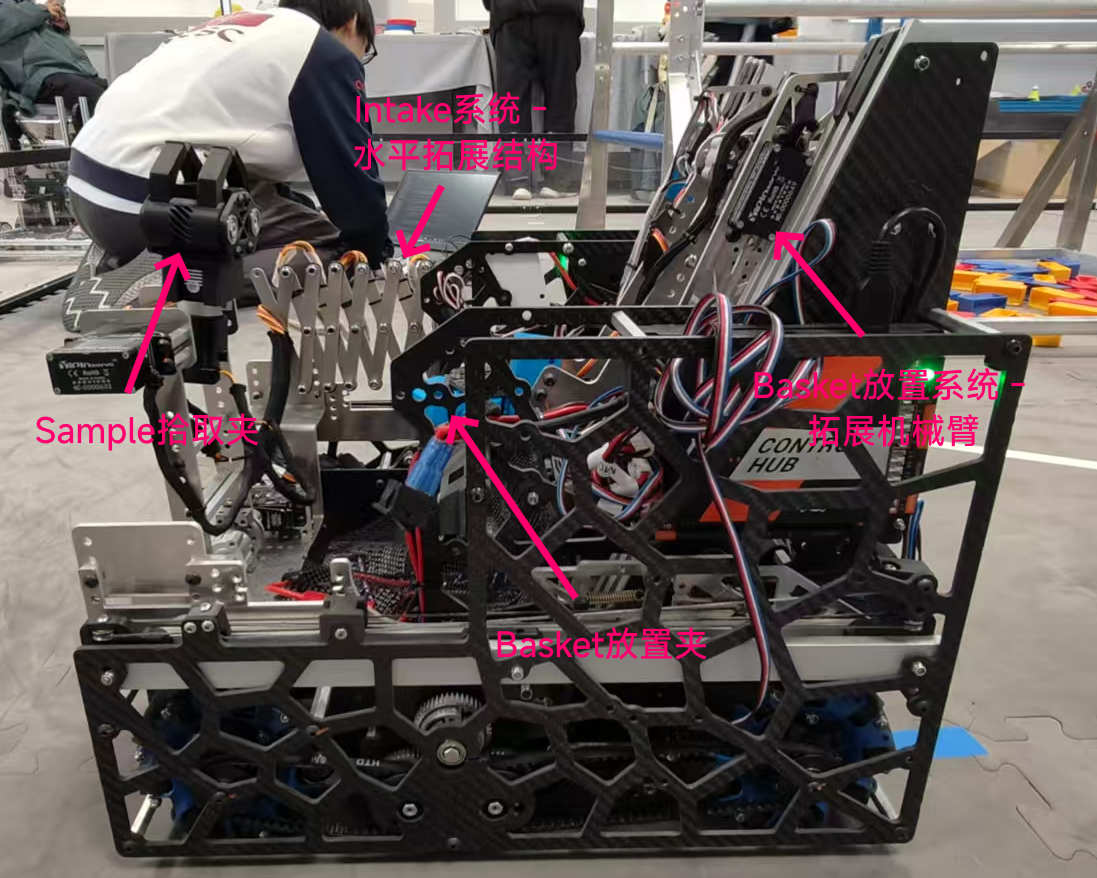 Intake系统 -
水平拓展结构
Sample拾取夹
Basket放置系统 -
拓展机械臂
CONTRO
HUB
Basket放置夹
HTD